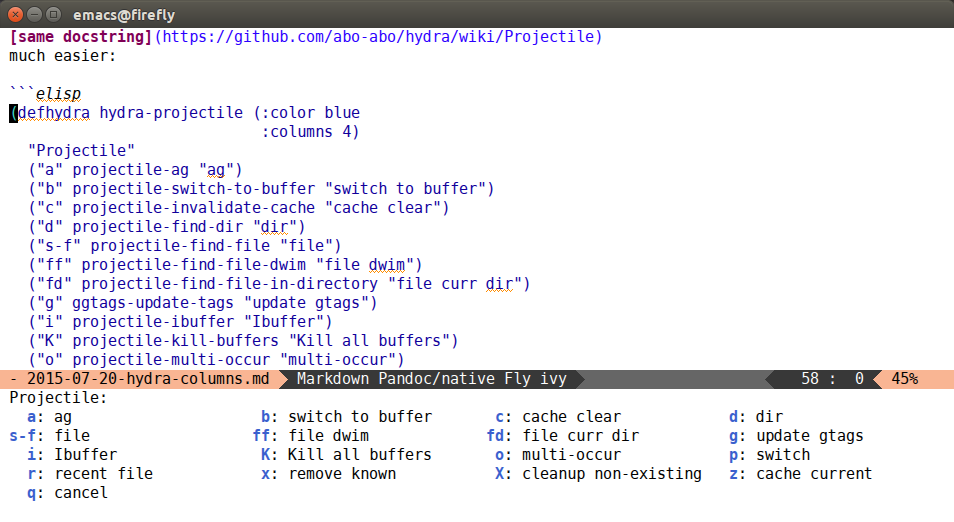 emacs@firefly
[same docstring](https://github.com/abo-abo/hydra/wiki/Projectile)
much easier:
```elisp
(defhydra hydra-projectile (:color blue
                            :columns 4)
  "Projectile"
  ("a" projectile-ag "ag")
  ("b" projectile-switch-to-buffer "switch to buffer")
  ("c" projectile-invalidate-cache "cache clear")
  ("d" projectile-find-dir "dir")
  ("s-f" projectile-find-file "file")
  ("ff" projectile-find-file-dwim "file dwim")
  ("fd" projectile-find-file-in-directory "file curr dir")
  ("g" ggtags-update-tags "update gtags")
  ("i" projectile-ibuffer "Ibuffer")
  ("K" projectile-kill-buffers "Kill all buffers")
  ("o" projectile-multi-occur "multi-occur")
- 2015-07-20-hydra-columns.md  Markdown Pandoc/native Fly ivy  58 :  0  45%
Projectile:
  a: ag                     b: switch to buffer       c: cache clear            d: dir
s-f: file                  ff: file dwim             fd: file curr dir          g: update gtags
  i: Ibuffer                K: Kill all buffers       o: multi-occur            p: switch
  r: recent file            x: remove known           X: cleanup non-existing   z: cache current
  q: cancel